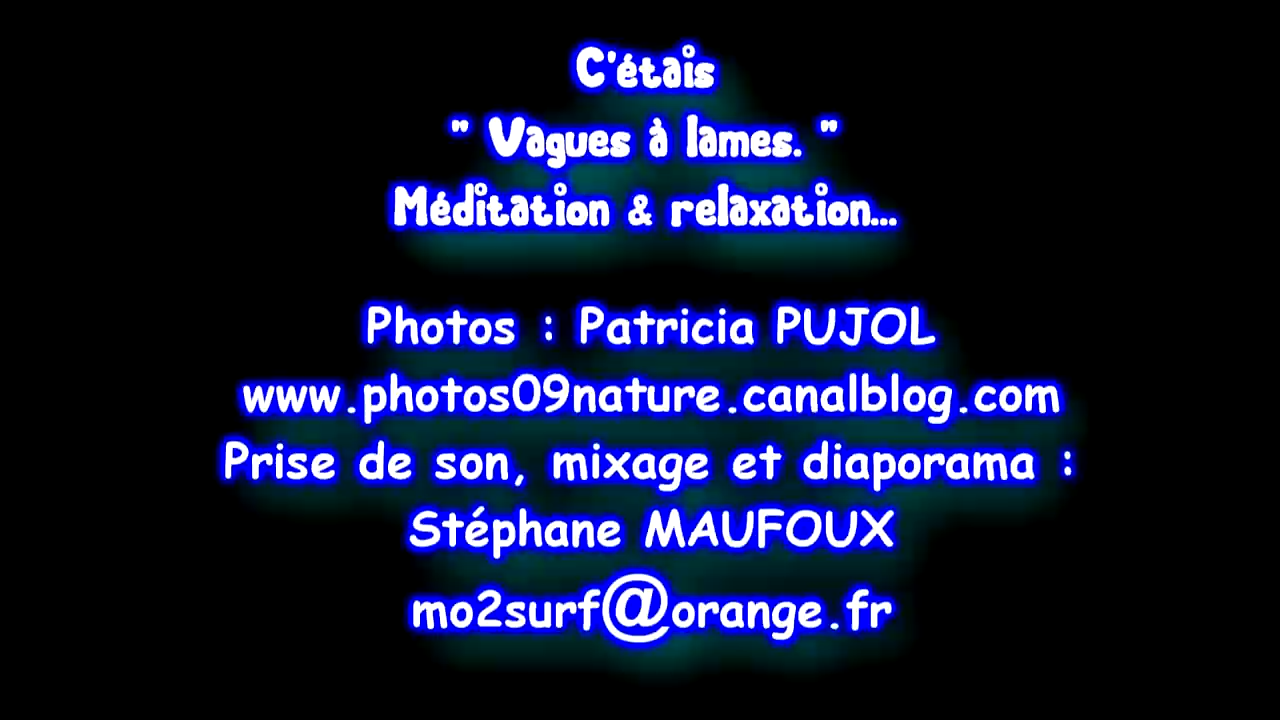 C'étais
" Vagues à lames. "
Méditation & relaxation...
Photos : Patricia PUJOL
www.photos09nature.canalblog.com
Prise de son, mixage et diaporama :
Stéphane MAUFOUX
mo2surf@orange.fr